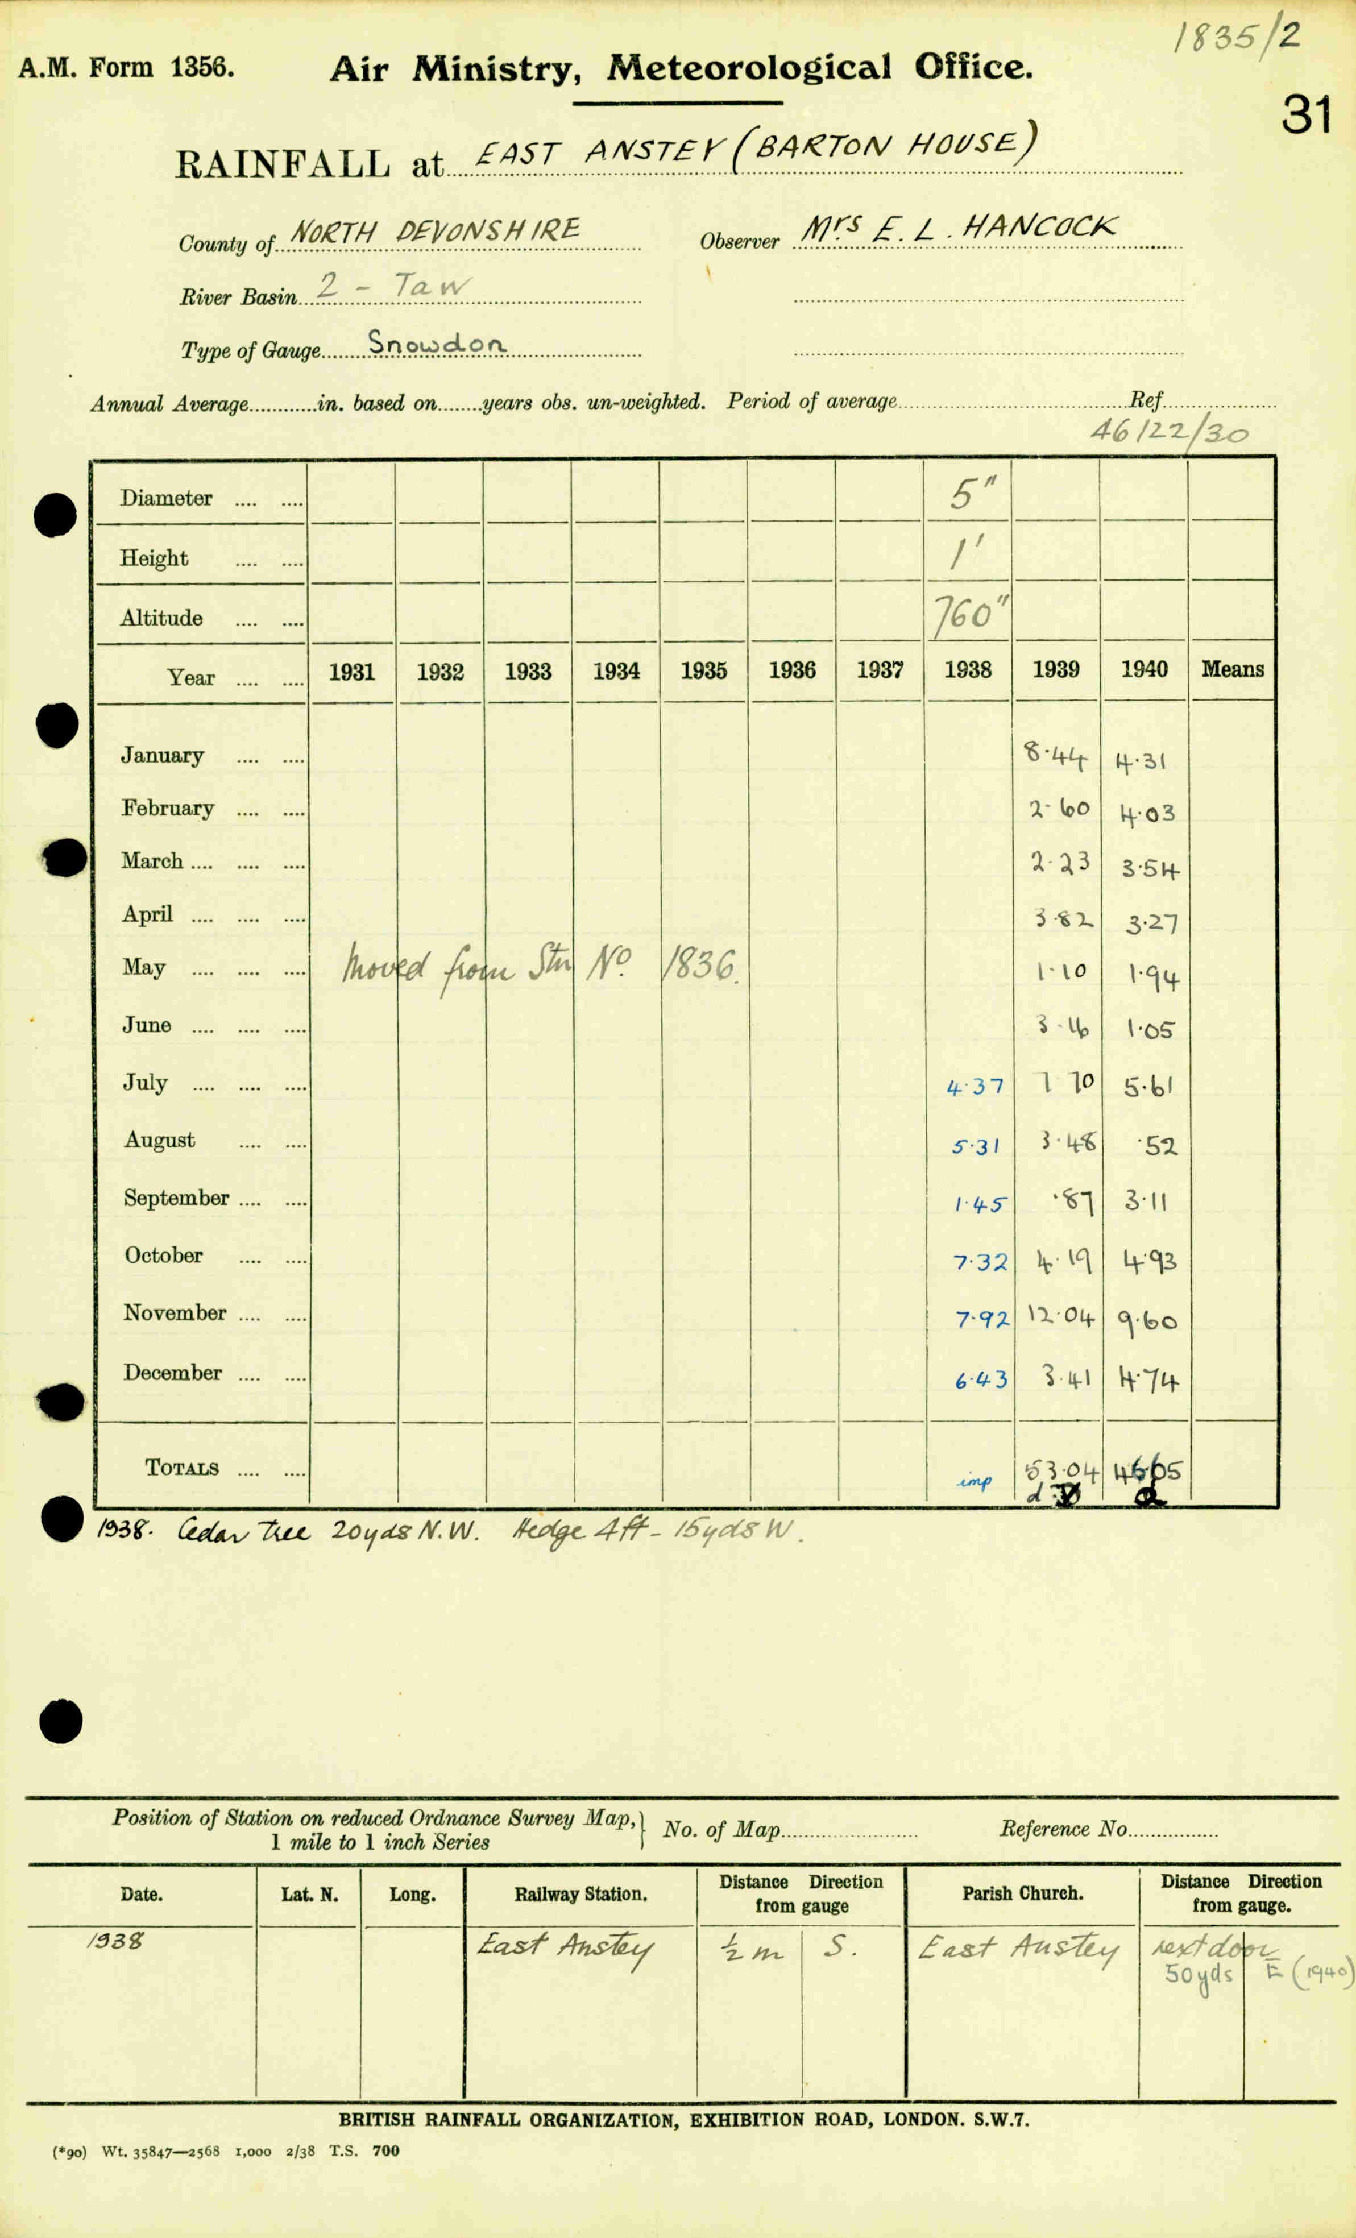 1835/2
A.M. Form 1356. Air Ministry, Meteorological Office.
31
RAINFALL at EAST ANSTEY (BARTON HOUSE)
County of NORTH DEVONSHIRE Observer Mrs E. L. HANCOCK
River Basin 2 - Taw
Type of Gauge Snowdon
Annual Average............in. based on........years obs. un-weighted. Period of average.......... Ref..........
46/22/30
Diameter .... .... 5"
Height .... .... 1'
Altitude .... .... 760"
Year .... .... 1931 1932 1933 1934 1935 1936 1937 1938 1939 1940 Means
January .... .... 8·44 4·31
February .... .... 2·60 4·03
March .... .... .... 2·23 3·54
April .... .... .... 3·82 3·27
May .... .... .... Moved from Stn No. 1836. 1·10 1·94
June .... .... .... 3·16 1·05
July .... .... .... 4·37 7 70 5·61
August .... .... 5·31 3·48 ·52
September .... .... 1·45 ·87 3·11
October .... .... 7·32 4·19 4·93
November .... .... 7·92 12·04 9·60
December .... .... 6·43 3·41 4·74
TOTALS .... .... imp 53·04 46·65
1938. Cedar Tree 20yds N.W. Hedge 4ft - 15yds W.
Position of Station on reduced Ordnance Survey Map,} No. of Map.......... Reference No..........
1 mile to 1 inch Series
Date. Lat. N. Long. Railway Station. Distance Direction from gauge Parish Church. Distance Direction from gauge.
1938 East Anstey ½ m S. East Anstey next door
50yds E (1940)
BRITISH RAINFALL ORGANIZATION, EXHIBITION ROAD, LONDON. S.W.7.
(*90) Wt. 35847—2568 1,000 2/38 T.S. 700